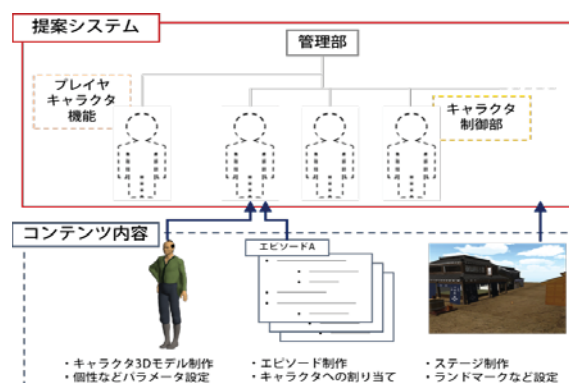 提案システム
管理部
プレイヤ
キャラクタ
機能
キャラクタ
制御部
コンテンツ内容
エピソードA
・キャラクタ3Dモデル制作
・個性などパラメータ設定
・エピソード制作
・キャラクタへの割り当て
・ステージ制作
・ランドマークなど設定